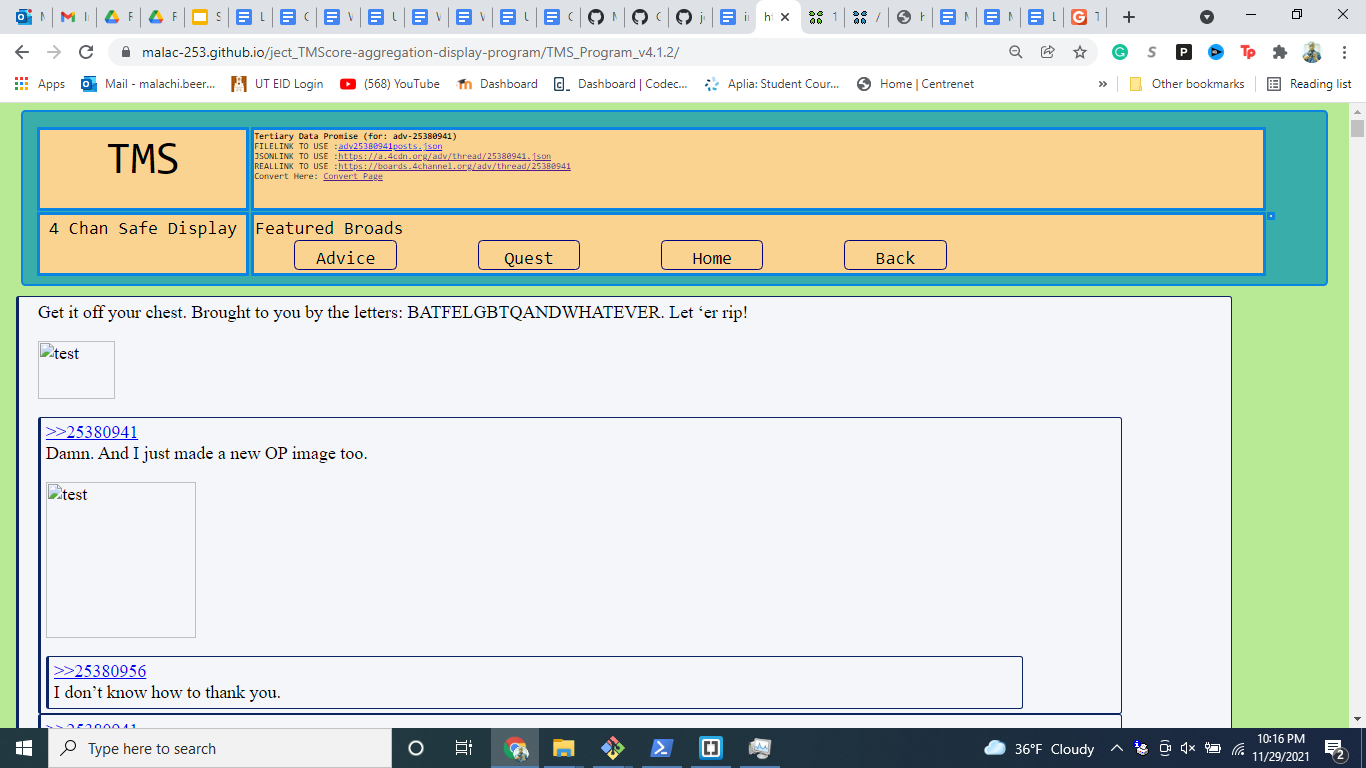 malac-253.github.io/ject_TMScore-aggregation-display-program/TMS_Program_v4.1.2/
Apps
Mail - malachi.beer...
UT EID Login
(568) YouTube
Dashboard
Dashboard | Codec...
Aplia: Student Cour...
Home | Centrenet
»
Other bookmarks
Reading list
TMS
Tertiary Data Promise (for: adv-25380941)
FILELINK TO USE :adv25380941posts.json
JSONLINK TO USE :https://a.4cdn.org/adv/thread/25380941.json
REALLINK TO USE :https://boards.4channel.org/adv/thread/25380941
Convert Here: Convert Page
4 Chan Safe Display
Featured Broads
Advice
Quest
Home
Back
Get it off your chest. Brought to you by the letters: BATFELGBTQANDWHATEVER. Let ‘er rip!
test
>>25380941
Damn. And I just made a new OP image too.
test
>>25380956
I don’t know how to thank you.
>>25380941
Type here to search
36°F Cloudy
10:16 PM
11/29/2021
2